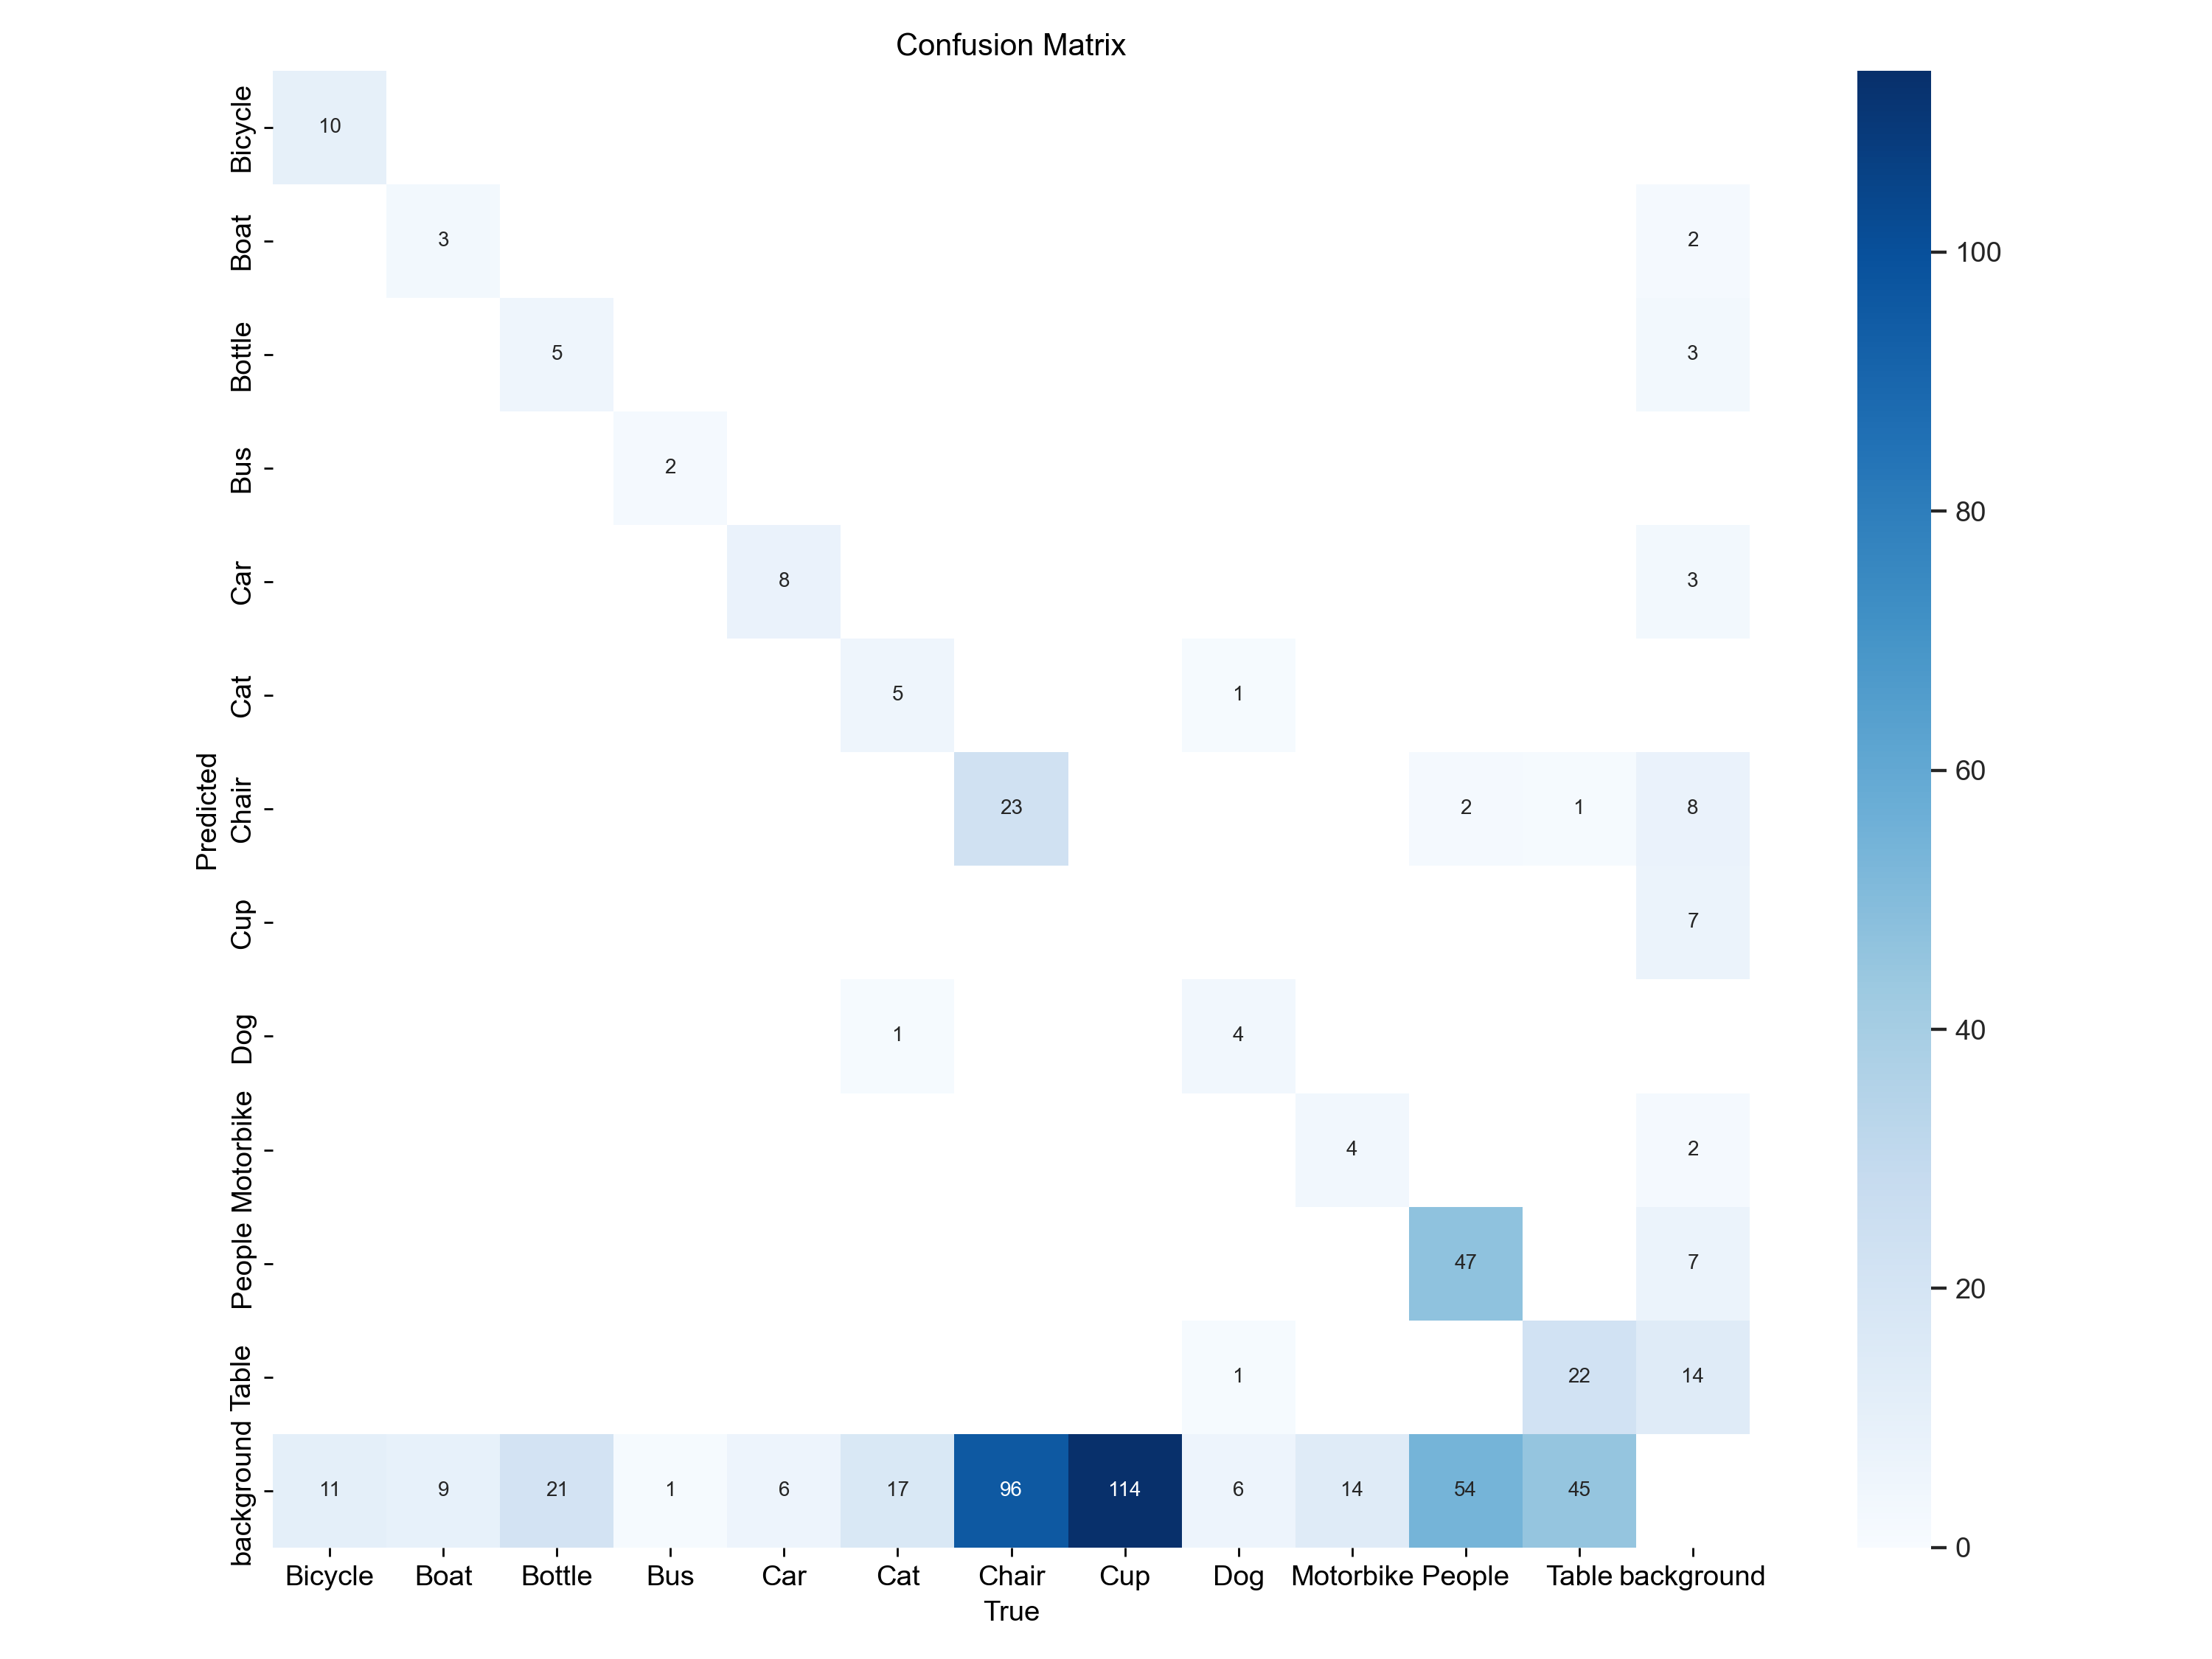 Confusion Matrix
Bicycle 10
Boat 3 2
100
Bottle 5 3
Bus 2
80
Car 8 3
Cat 5 1
60
Predicted
Chair 23 2 1 8
Cup 7
Dog 1 4
40
Motorbike 4 2
People 47 7
20
Table 1 22 14
background 11 9 21 1 6 17 96 114 6 14 54 45
0
Bicycle Boat Bottle Bus Car Cat Chair Cup Dog Motorbike People Table background
True